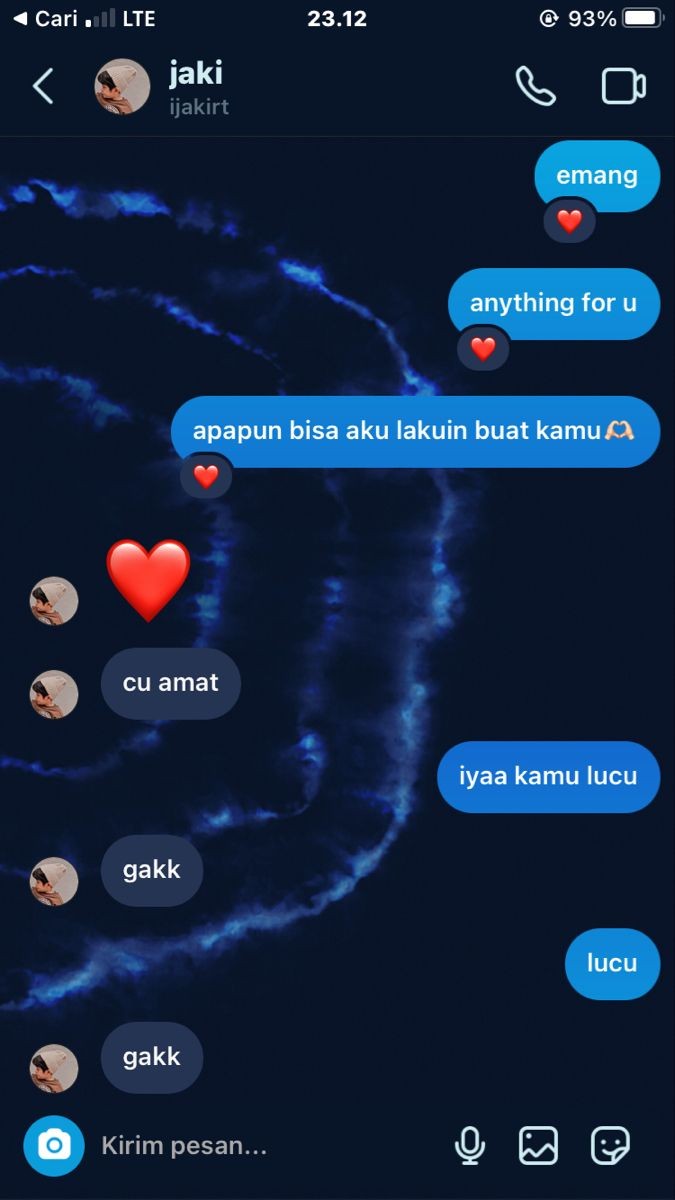 Cari LTE 23.12 93%
jaki
ijakirt
emang
anything for u
apapun bisa aku lakuin buat kamu🫶🏻
cu amat
iyaa kamu lucu
gakk
lucu
gakk
Kirim pesan...